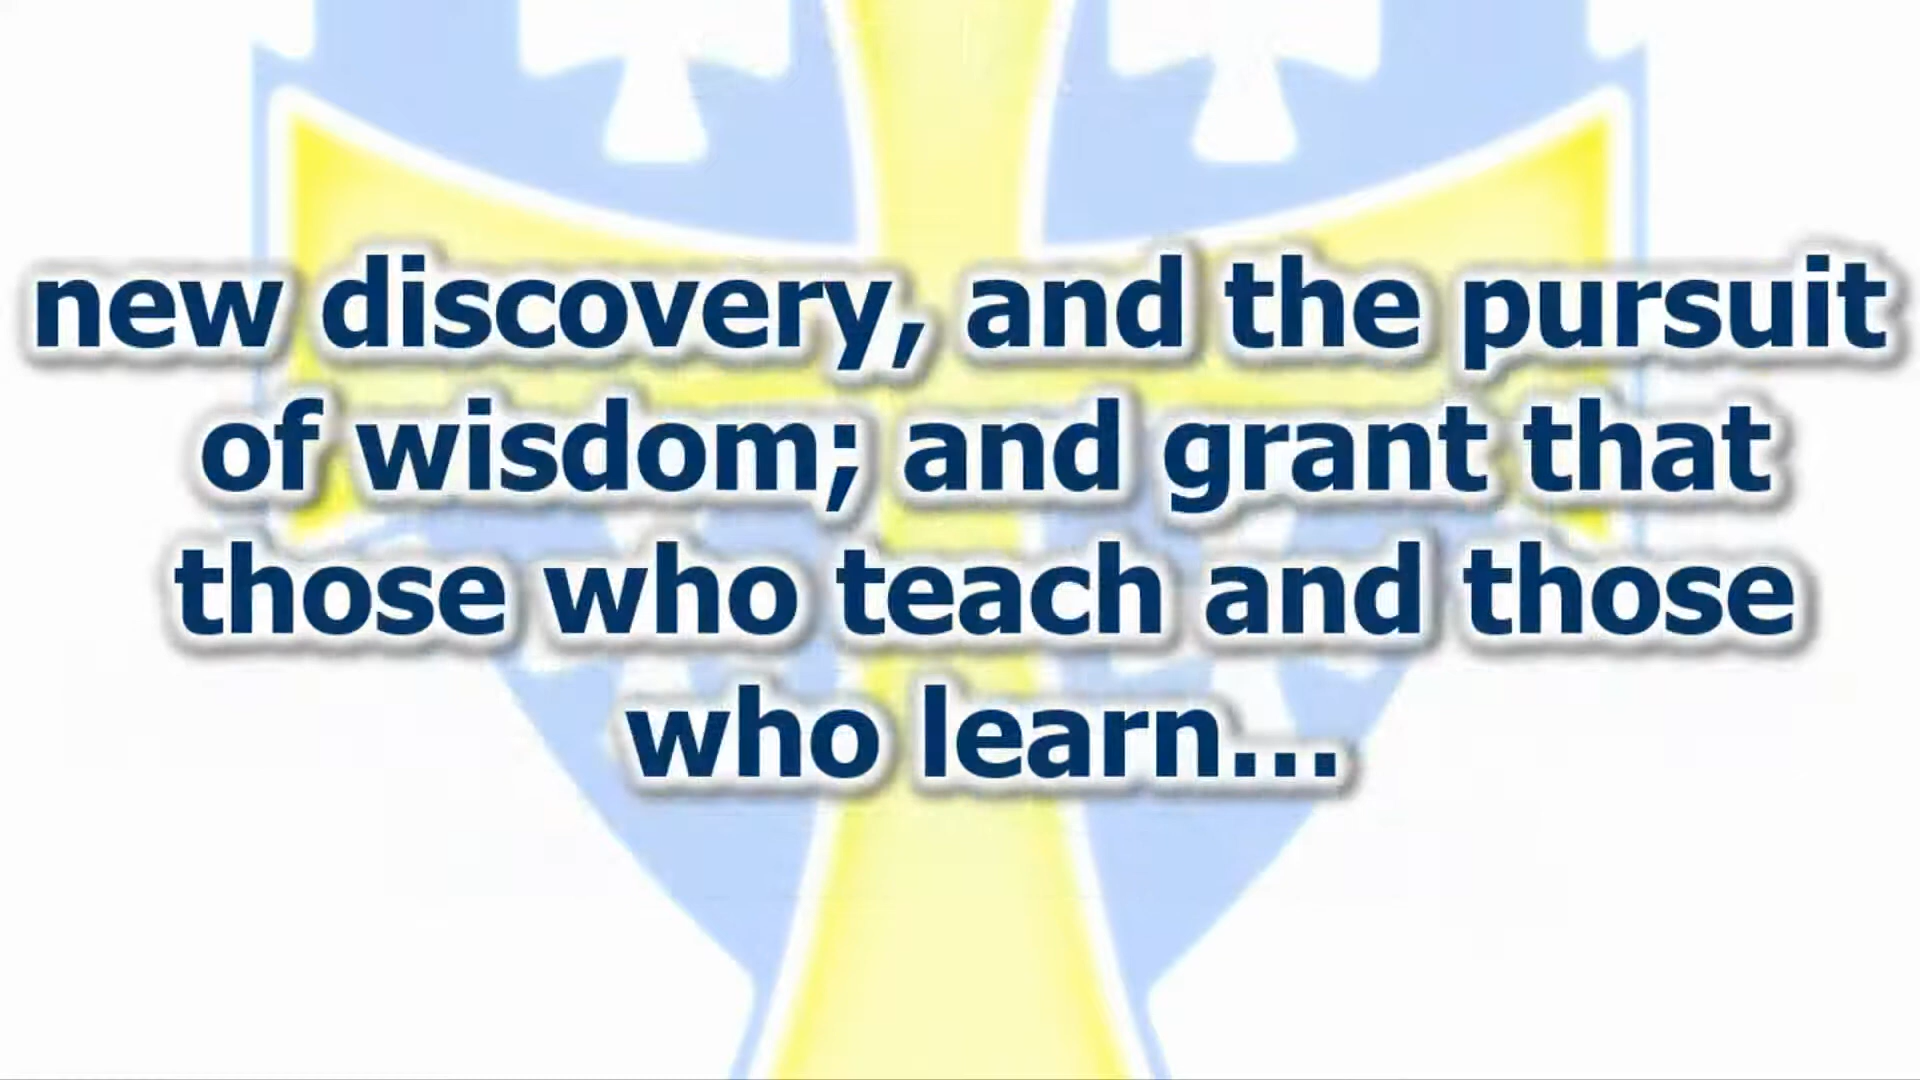 new discovery, and the pursuit
of wisdom; and grant that
those who teach and those
who learn...